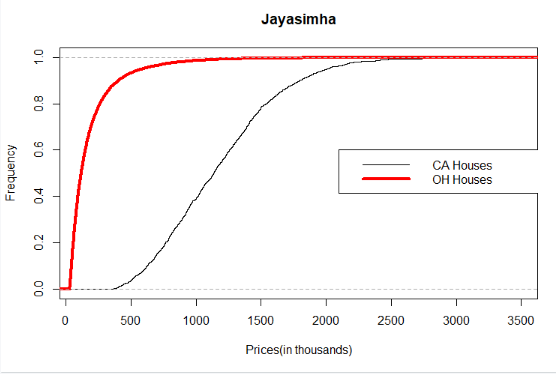 Jayasimha
1.0
0.8
0.6
0.4
0.2
0.0
Frequency
CA Houses
OH Houses
0 500 1000 1500 2000 2500 3000 3500
Prices(in thousands)